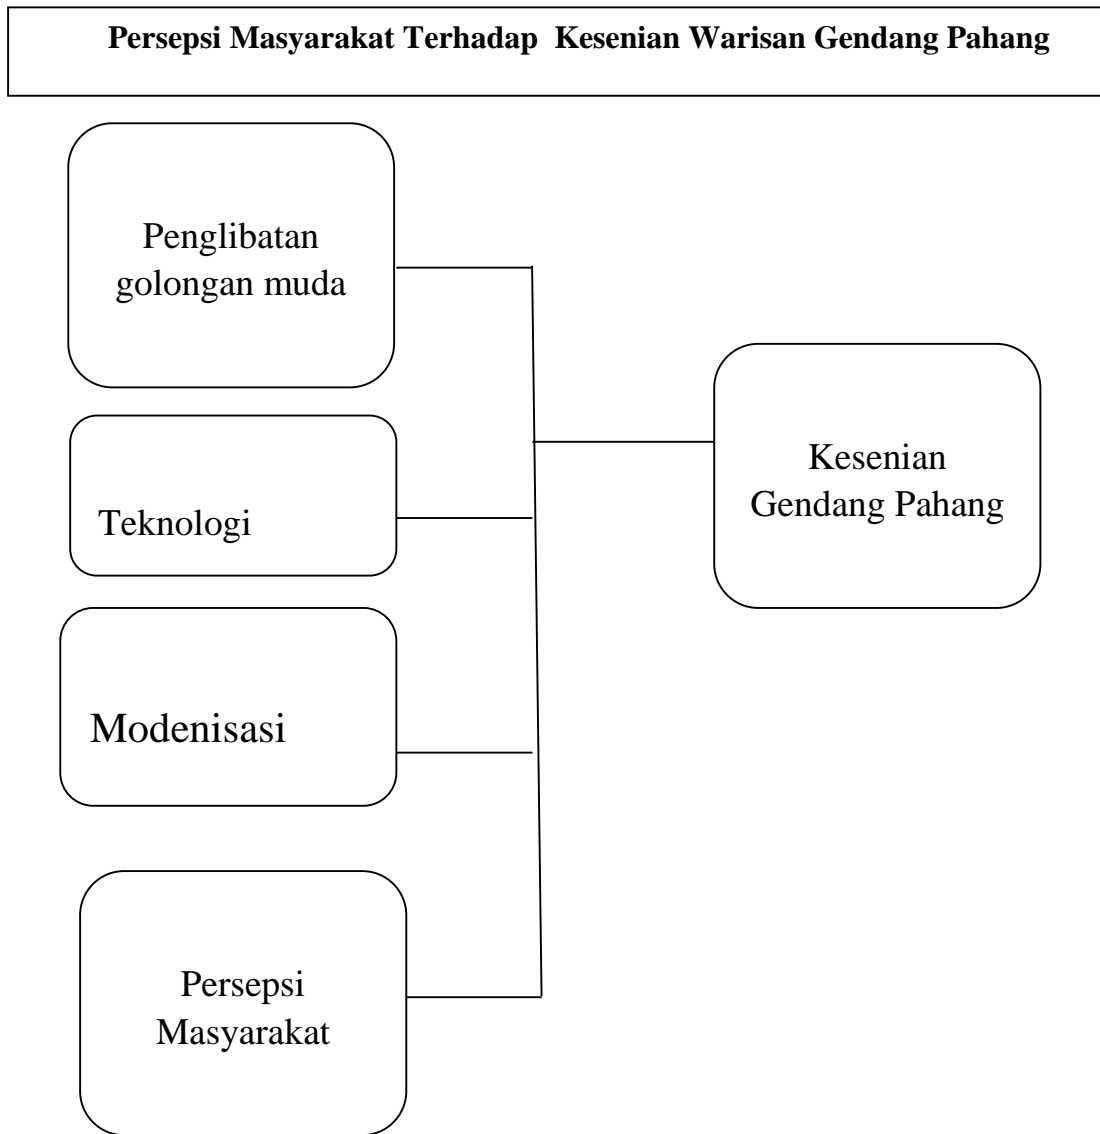 Persepsi Masyarakat Terhadap Kesenian Warisan Gendang Pahang
Penglibatan
golongan muda
Teknologi
Modenisasi
Persepsi
Masyarakat
Kesenian
Gendang Pahang